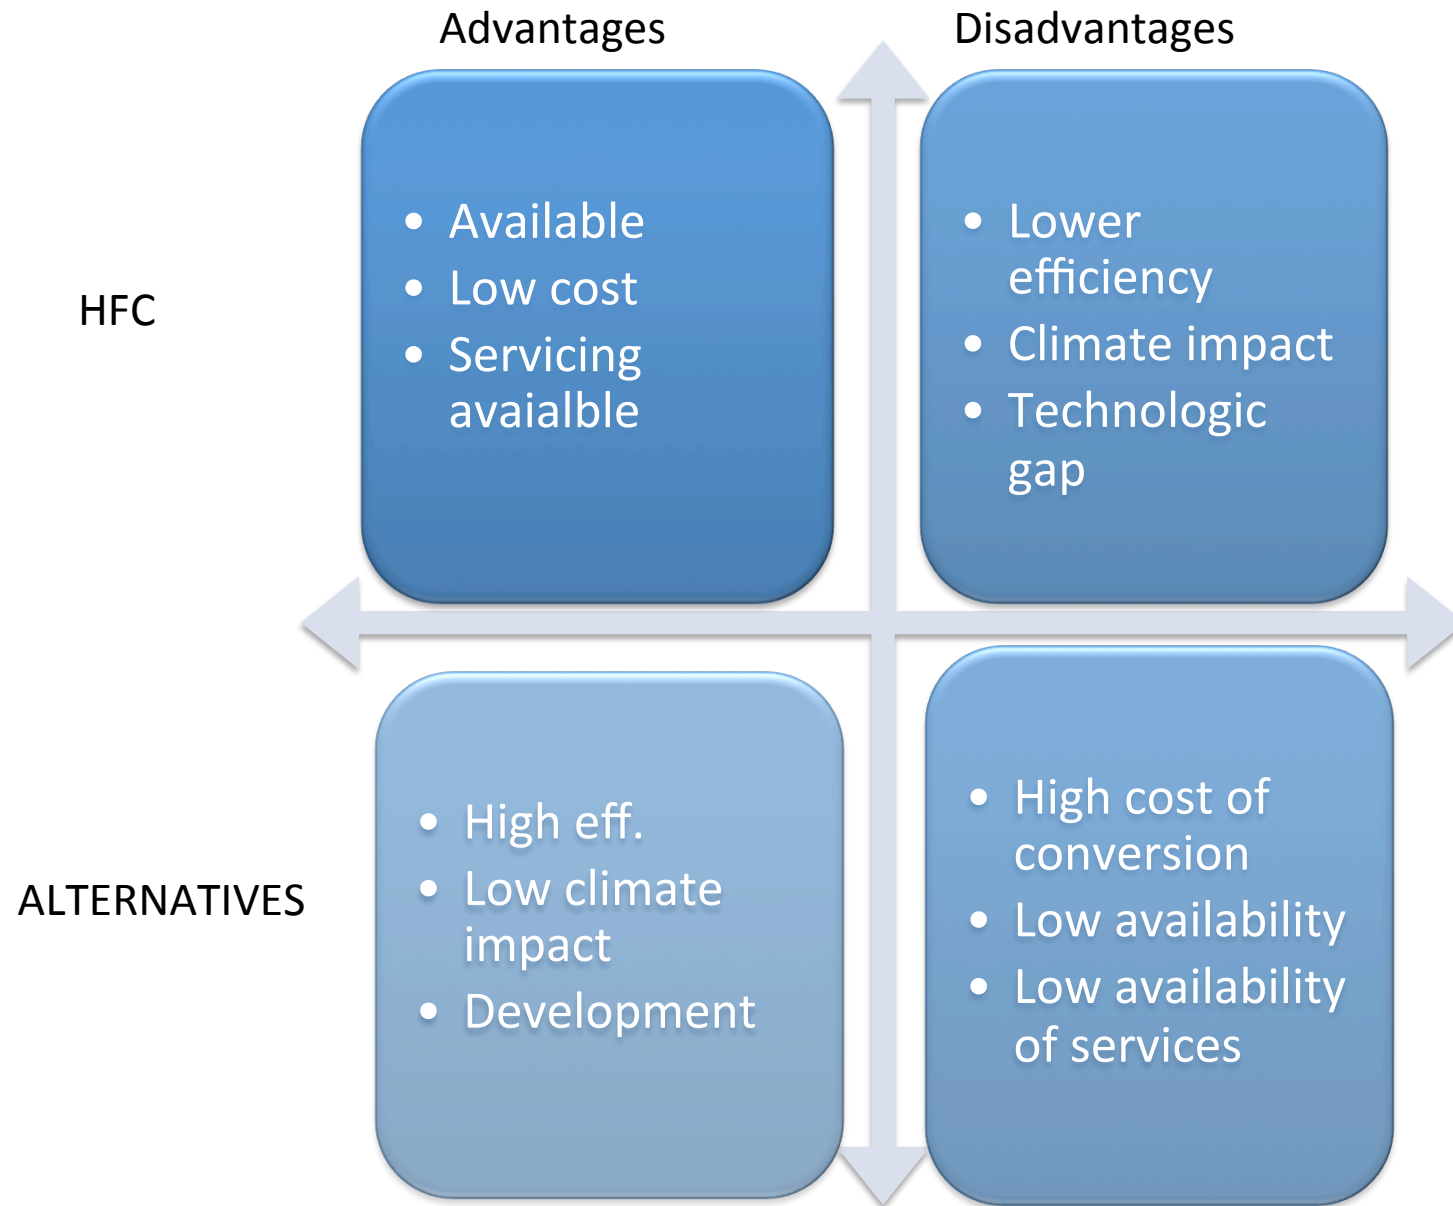 Advantages
Disadvantages
HFC
• Available
• Low cost
• Servicing
avaialble
• Lower
efficiency
• Climate impact
• Technologic
gap
ALTERNATIVES
• High eff.
• Low climate
impact
• Development
• High cost of
conversion
• Low availability
• Low availability
of services